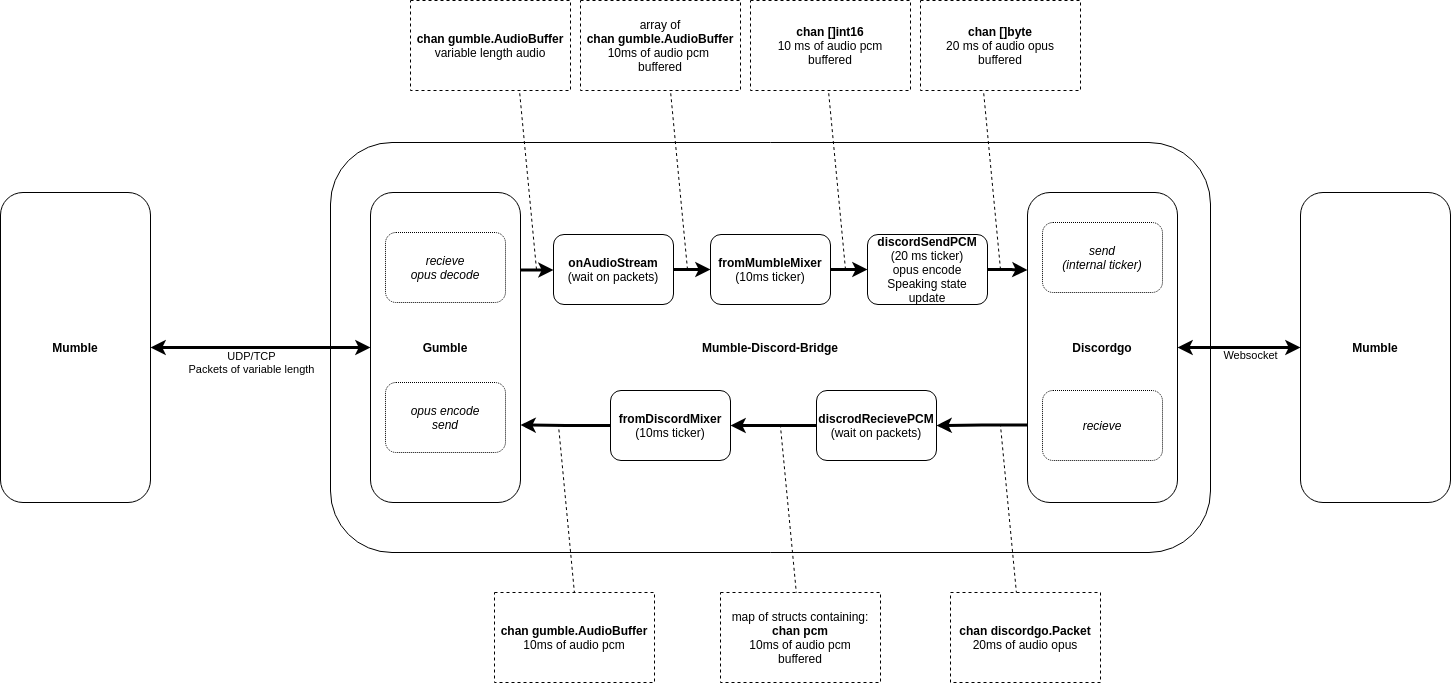 chan gumble.AudioBuffer
variable length audio
array of
chan gumble.AudioBuffer
10ms of audio pcm
buffered
chan []int16
10 ms of audio pcm
buffered
chan []byte
20 ms of audio opus
buffered
Mumble
UDP/TCP
Packets of variable length
recieve
opus decode
Gumble
opus encode
send
onAudioStream
(wait on packets)
fromMumbleMixer
(10ms ticker)
discordSendPCM
(20 ms ticker)
opus encode
Speaking state
update
Mumble-Discord-Bridge
fromDiscordMixer
(10ms ticker)
discrodRecievePCM
(wait on packets)
send
(internal ticker)
Discordgo
recieve
Websocket
Mumble
chan gumble.AudioBuffer
10ms of audio pcm
map of structs containing:
chan pcm
10ms of audio pcm
buffered
chan discordgo.Packet
20ms of audio opus